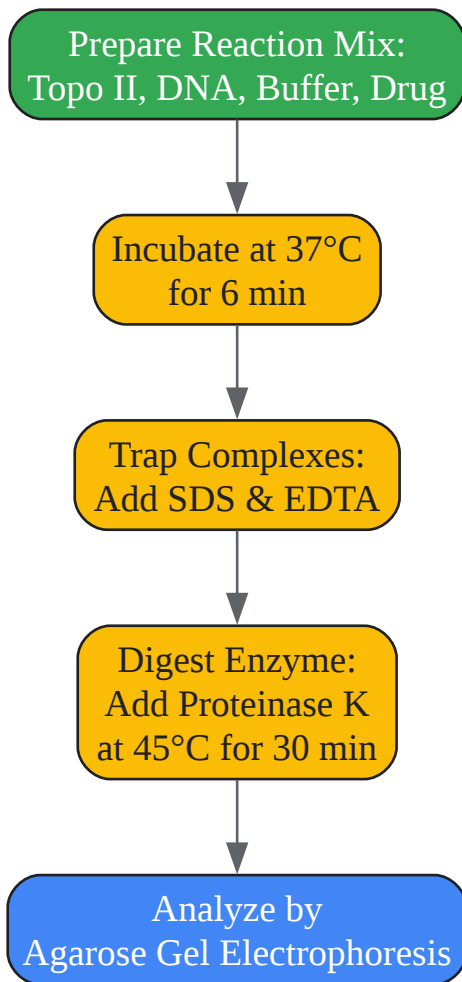 Prepare Reaction Mix:
Topo II, DNA, Buffer, Drug
Incubate at 37°C
for 6 min
Trap Complexes:
Add SDS & EDTA
Digest Enzyme:
Add Proteinase K
at 45°C for 30 min
Analyze by
Agarose Gel Electrophoresis